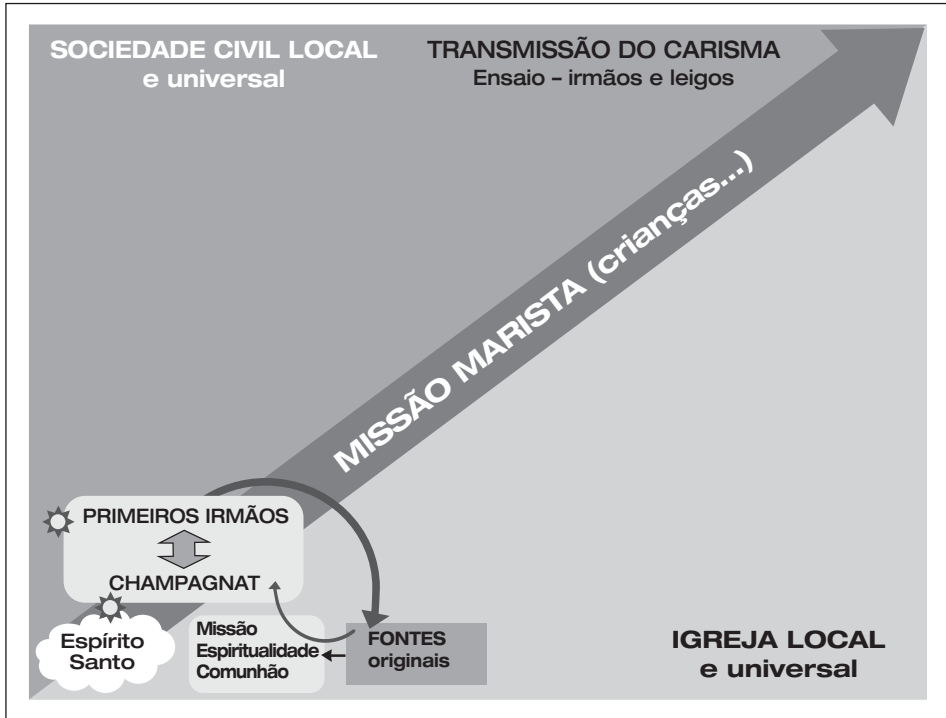 SOCIEDADE CIVIL LOCAL
e universal
TRANSMISSÃO DO CARISMA
Ensaio – irmãos e leigos
MISSÃO MARISTA (crianças...)
PRIMEIROS IRMÃOS
CHAMPAGNAT
Espírito
Santo
Missão
Espiritualidade
Comunhão
FONTES
originais
IGREJA LOCAL
e universal